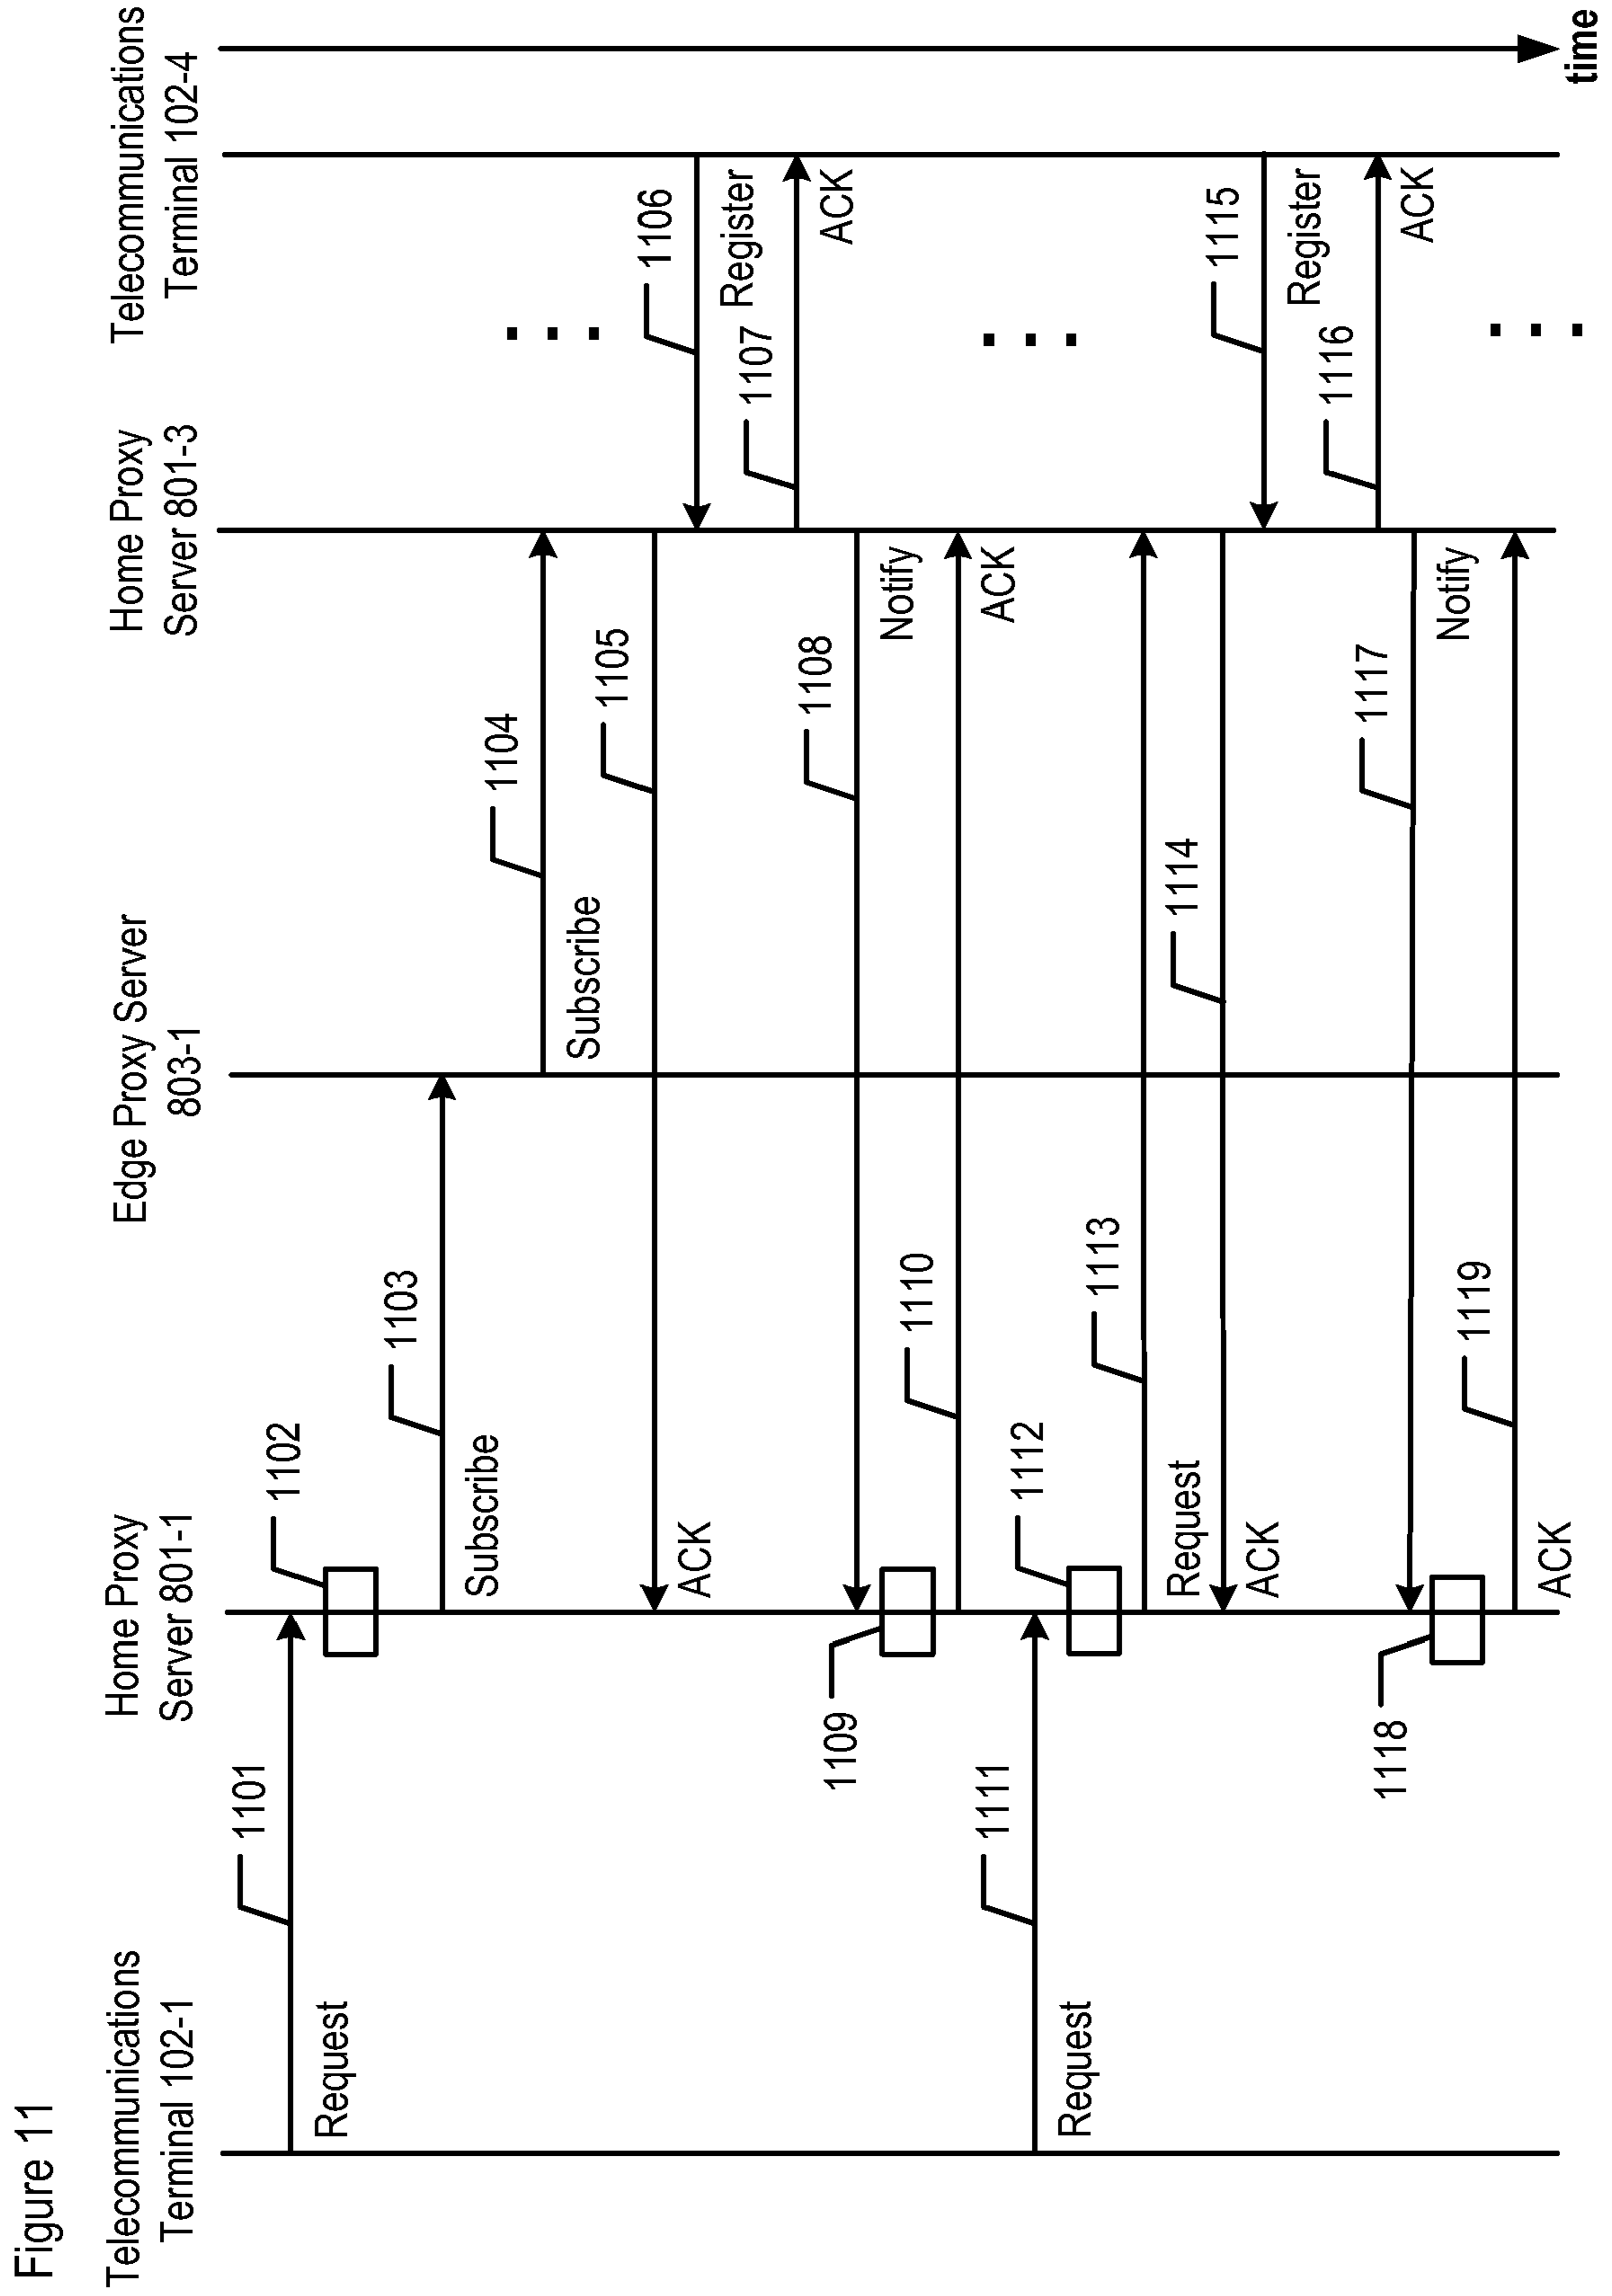 Figure 11
Telecommunications
Terminal 102-1
Home Proxy
Server 801-1
Edge Proxy Server
803-1
Home Proxy
Server 801-3
Telecommunications
Terminal 102-4
1101
Request
1102
1103
Subscribe
1104
Subscribe
1105
ACK
1106
Register
1107
ACK
1108
Notify
1109
1110
ACK
1111
Request
1112
1113
Request
1114
ACK
1115
Register
1116
ACK
1117
Notify
1118
1119
ACK
time